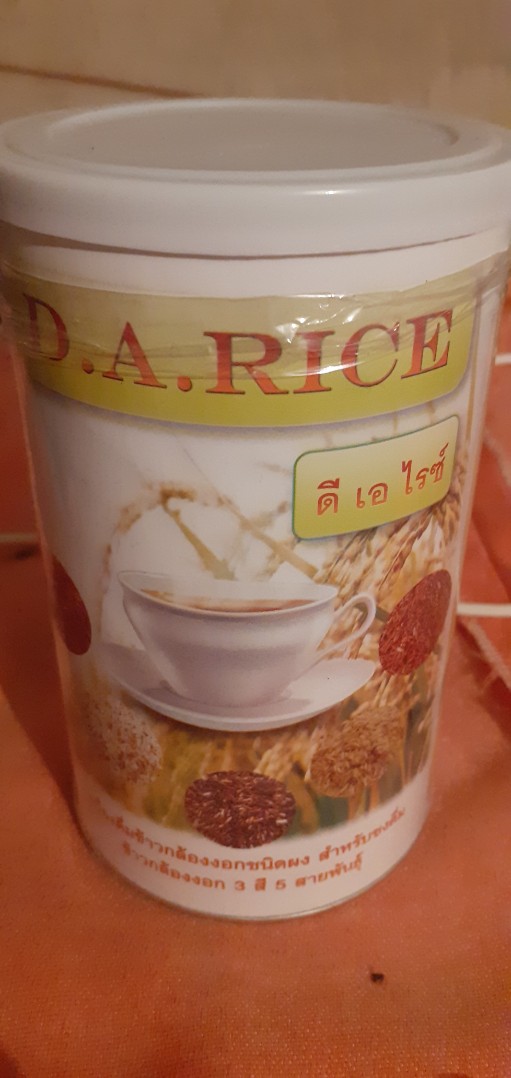 D.A.RICE
ดี เอ ไรซ์
ข้าวกล้องงอกชนิดผง สำหรับชงดื่ม
ข้าวกล้องงอก 3 สี 5 สายพันธุ์